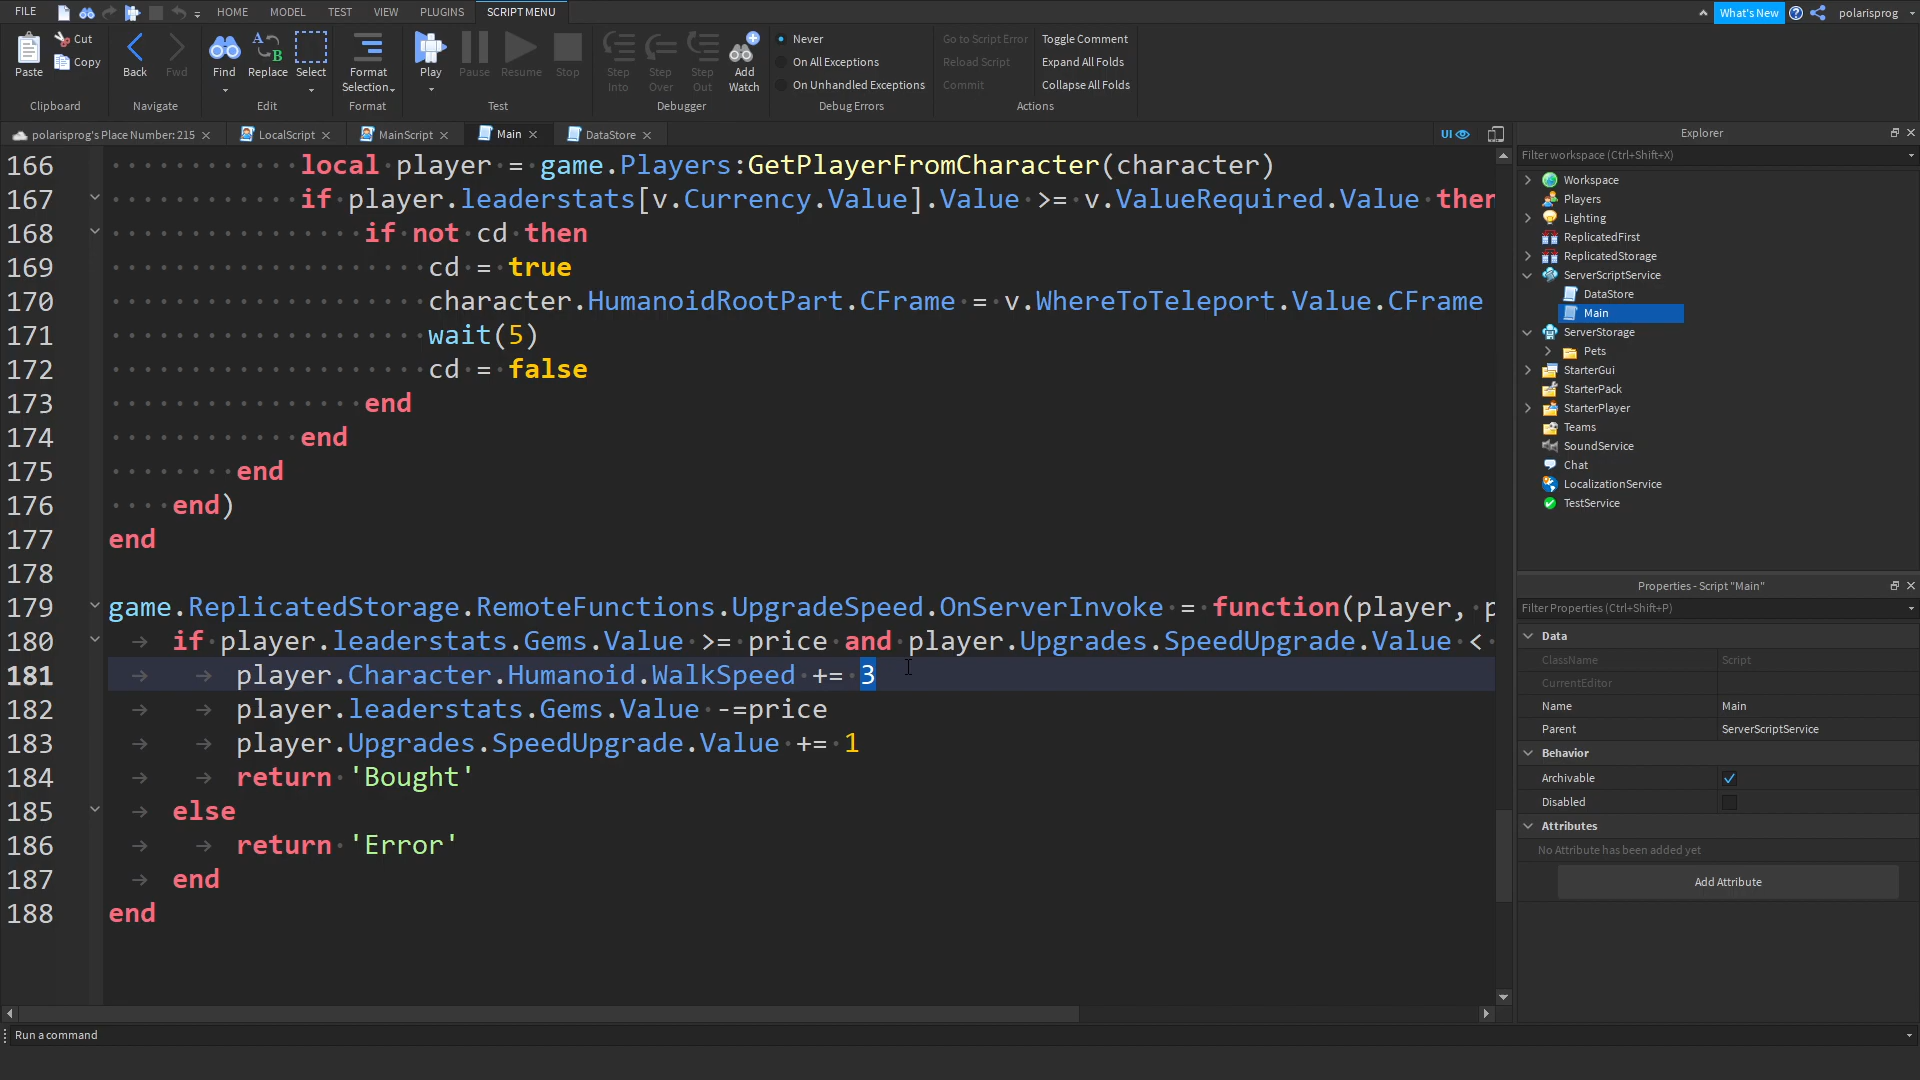 FILE HOME MODEL TEST VIEW PLUGINS SCRIPT MENU What's New polarisprog
Paste Cut Copy Clipboard
Back Fwd Navigate
Find Replace Select Edit
Format Selection Format
Play Pause Resume Stop Test
Step Into Step Over Step Out Add Watch Debugger
Never
On All Exceptions
On Unhandled Exceptions
Debug Errors
Go to Script Error Toggle Comment
Reload Script Expand All Folds
Commit Collapse All Folds
Actions
polarisprog's Place Number: 215 LocalScript MainScript Main DataStore UI
166 local player = game.Players:GetPlayerFromCharacter(character)
167 if player.leaderstats[v.Currency.Value].Value >= v.ValueRequired.Value then
168 if not cd then
169 cd = true
170 character.HumanoidRootPart.CFrame = v.WhereToTeleport.Value.CFrame
171 wait(5)
172 cd = false
173 end
174 end
175 end
176 end)
177 end
178
179 game.ReplicatedStorage.RemoteFunctions.UpgradeSpeed.OnServerInvoke = function(player, p
180 if player.leaderstats.Gems.Value >= price and player.Upgrades.SpeedUpgrade.Value <
181 player.Character.Humanoid.WalkSpeed += 3
182 player.leaderstats.Gems.Value -=price
183 player.Upgrades.SpeedUpgrade.Value += 1
184 return 'Bought'
185 else
186 return 'Error'
187 end
188 end
Run a command
Explorer
Filter workspace (Ctrl+Shift+X)
Workspace
Players
Lighting
ReplicatedFirst
ReplicatedStorage
ServerScriptService
DataStore
Main
ServerStorage
Pets
StarterGui
StarterPack
StarterPlayer
Teams
SoundService
Chat
LocalizationService
TestService
Properties - Script "Main"
Filter Properties (Ctrl+Shift+P)
Data
ClassName Script
CurrentEditor
Name Main
Parent ServerScriptService
Behavior
Archivable
Disabled
Attributes
No Attribute has been added yet
Add Attribute